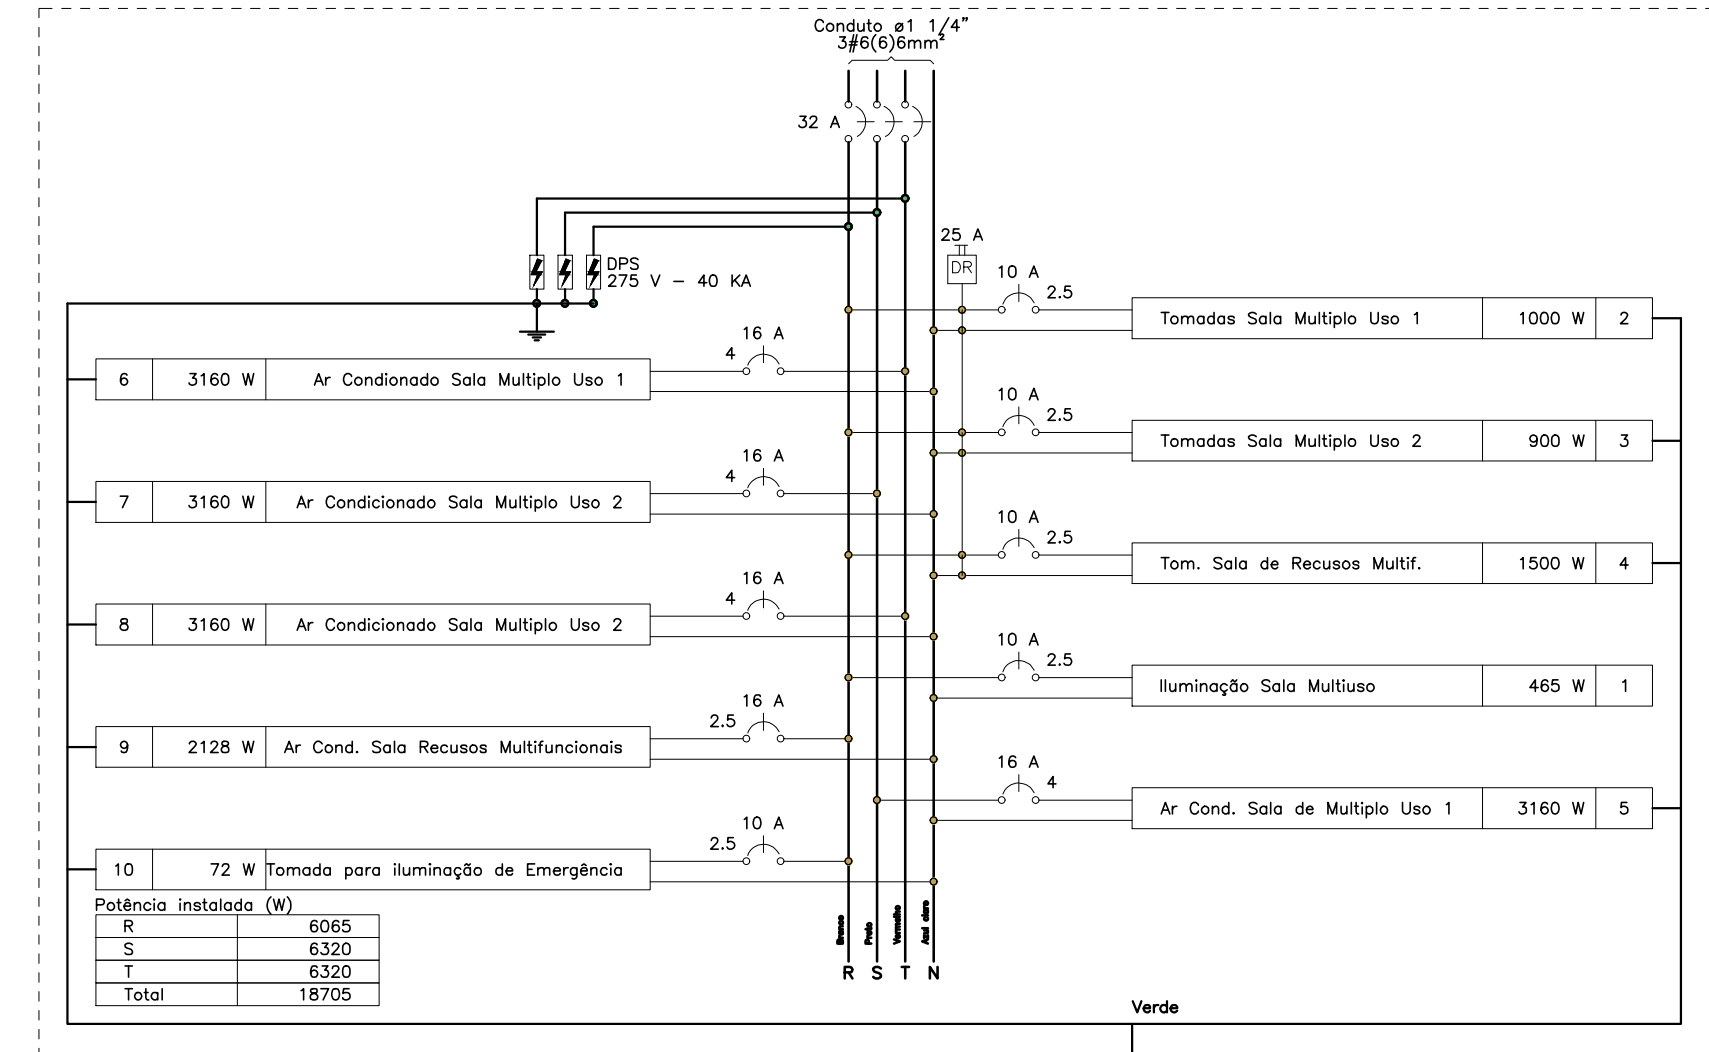 Conduto ø1 1/4”
3#6(6)6mm²
32 A
DPS
275 V – 40 KA
25 A
DR
10 A
2.5
Tomadas Sala Multiplo Uso 1 1000 W 2
16 A
4
6 3160 W Ar Condionado Sala Multiplo Uso 1
10 A
2.5
Tomadas Sala Multiplo Uso 2 900 W 3
16 A
4
7 3160 W Ar Condicionado Sala Multiplo Uso 2
10 A
2.5
Tom. Sala de Recusos Multif. 1500 W 4
16 A
4
8 3160 W Ar Condicionado Sala Multiplo Uso 2
10 A
2.5
Iluminação Sala Multiuso 465 W 1
16 A
2.5
9 2128 W Ar Cond. Sala Recusos Multifuncionais
16 A
4
Ar Cond. Sala de Multiplo Uso 1 3160 W 5
10 A
2.5
10 72 W Tomada para iluminação de Emergência
Potência instalada (W)
R 6065
S 6320
T 6320
Total 18705
Branco
Preto
Vermelho
Azul claro
R S T N
Verde